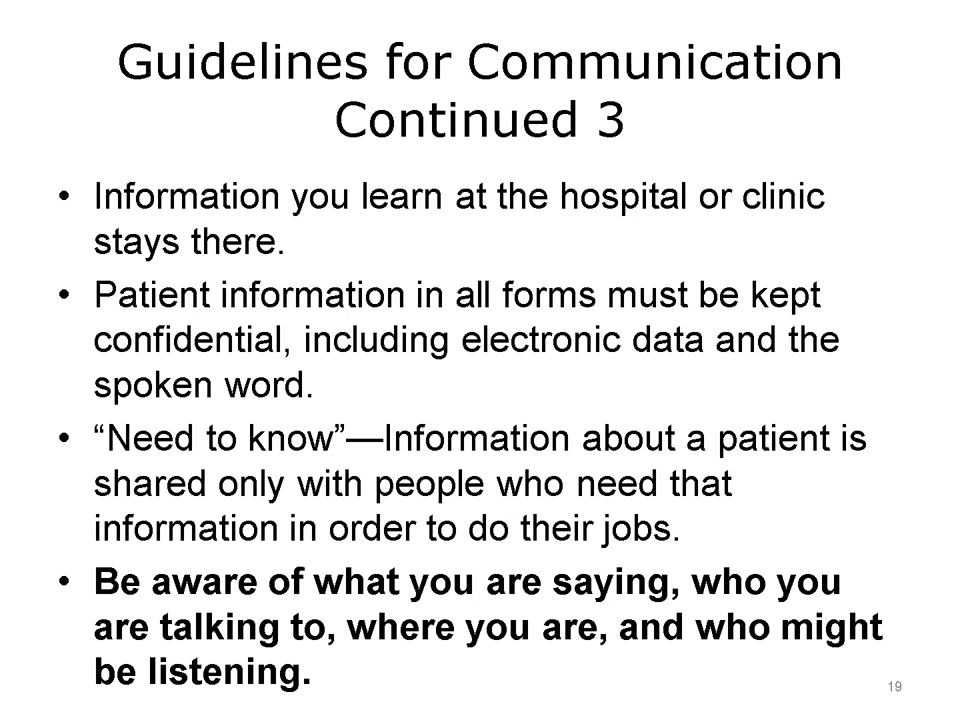 Guidelines for Communication
Continued 3
• Information you learn at the hospital or clinic
stays there.
• Patient information in all forms must be kept
confidential, including electronic data and the
spoken word.
• “Need to know”—Information about a patient is
shared only with people who need that
information in order to do their jobs.
• Be aware of what you are saying, who you
are talking to, where you are, and who might
be listening.
19